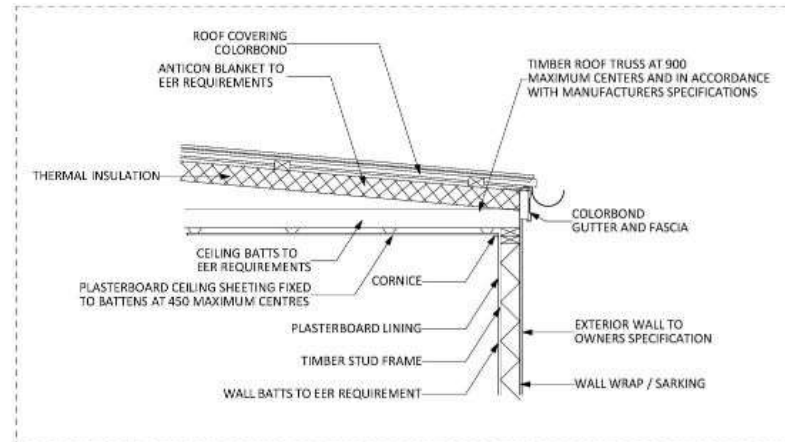 ROOF COVERING
COLORBOND
ANTICON BLANKET TO
EER REQUIREMENTS
TIMBER ROOF TRUSS AT 900
MAXIMUM CENTERS AND IN ACCORDANCE
WITH MANUFACTURERS SPECIFICATIONS
THERMAL INSULATION
COLORBOND
GUTTER AND FASCIA
CEILING BATTS TO
EER REQUIREMENTS
PLASTERBOARD CEILING SHEETING FIXED
TO BATTENS AT 450 MAXIMUM CENTRES
CORNICE
PLASTERBOARD LINING
EXTERIOR WALL TO
OWNERS SPECIFICATION
TIMBER STUD FRAME
WALL BATTS TO EER REQUIREMENT
WALL WRAP / SARKING